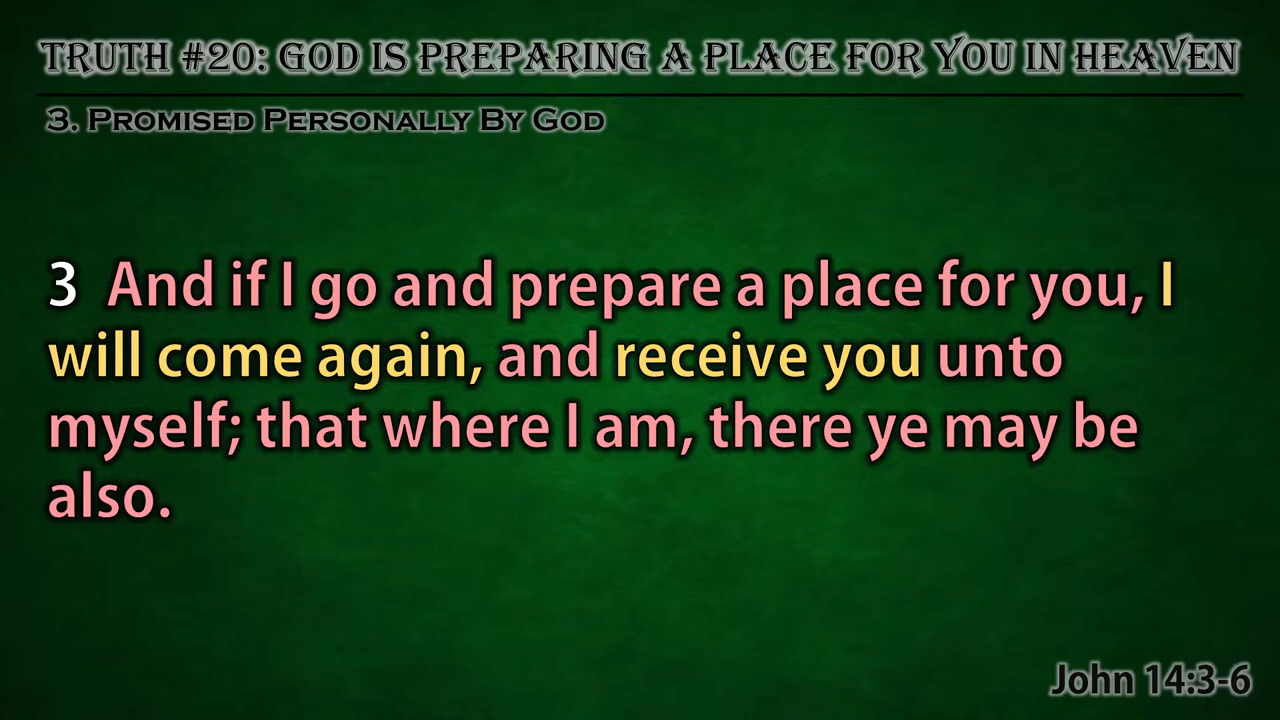 TRUTH #20: GOD IS PREPARING A PLACE FOR YOU IN HEAVEN
3. Promised Personally By God
3 And if I go and prepare a place for you, I
will come again, and receive you unto
myself; that where I am, there ye may be
also.
John 14:3-6